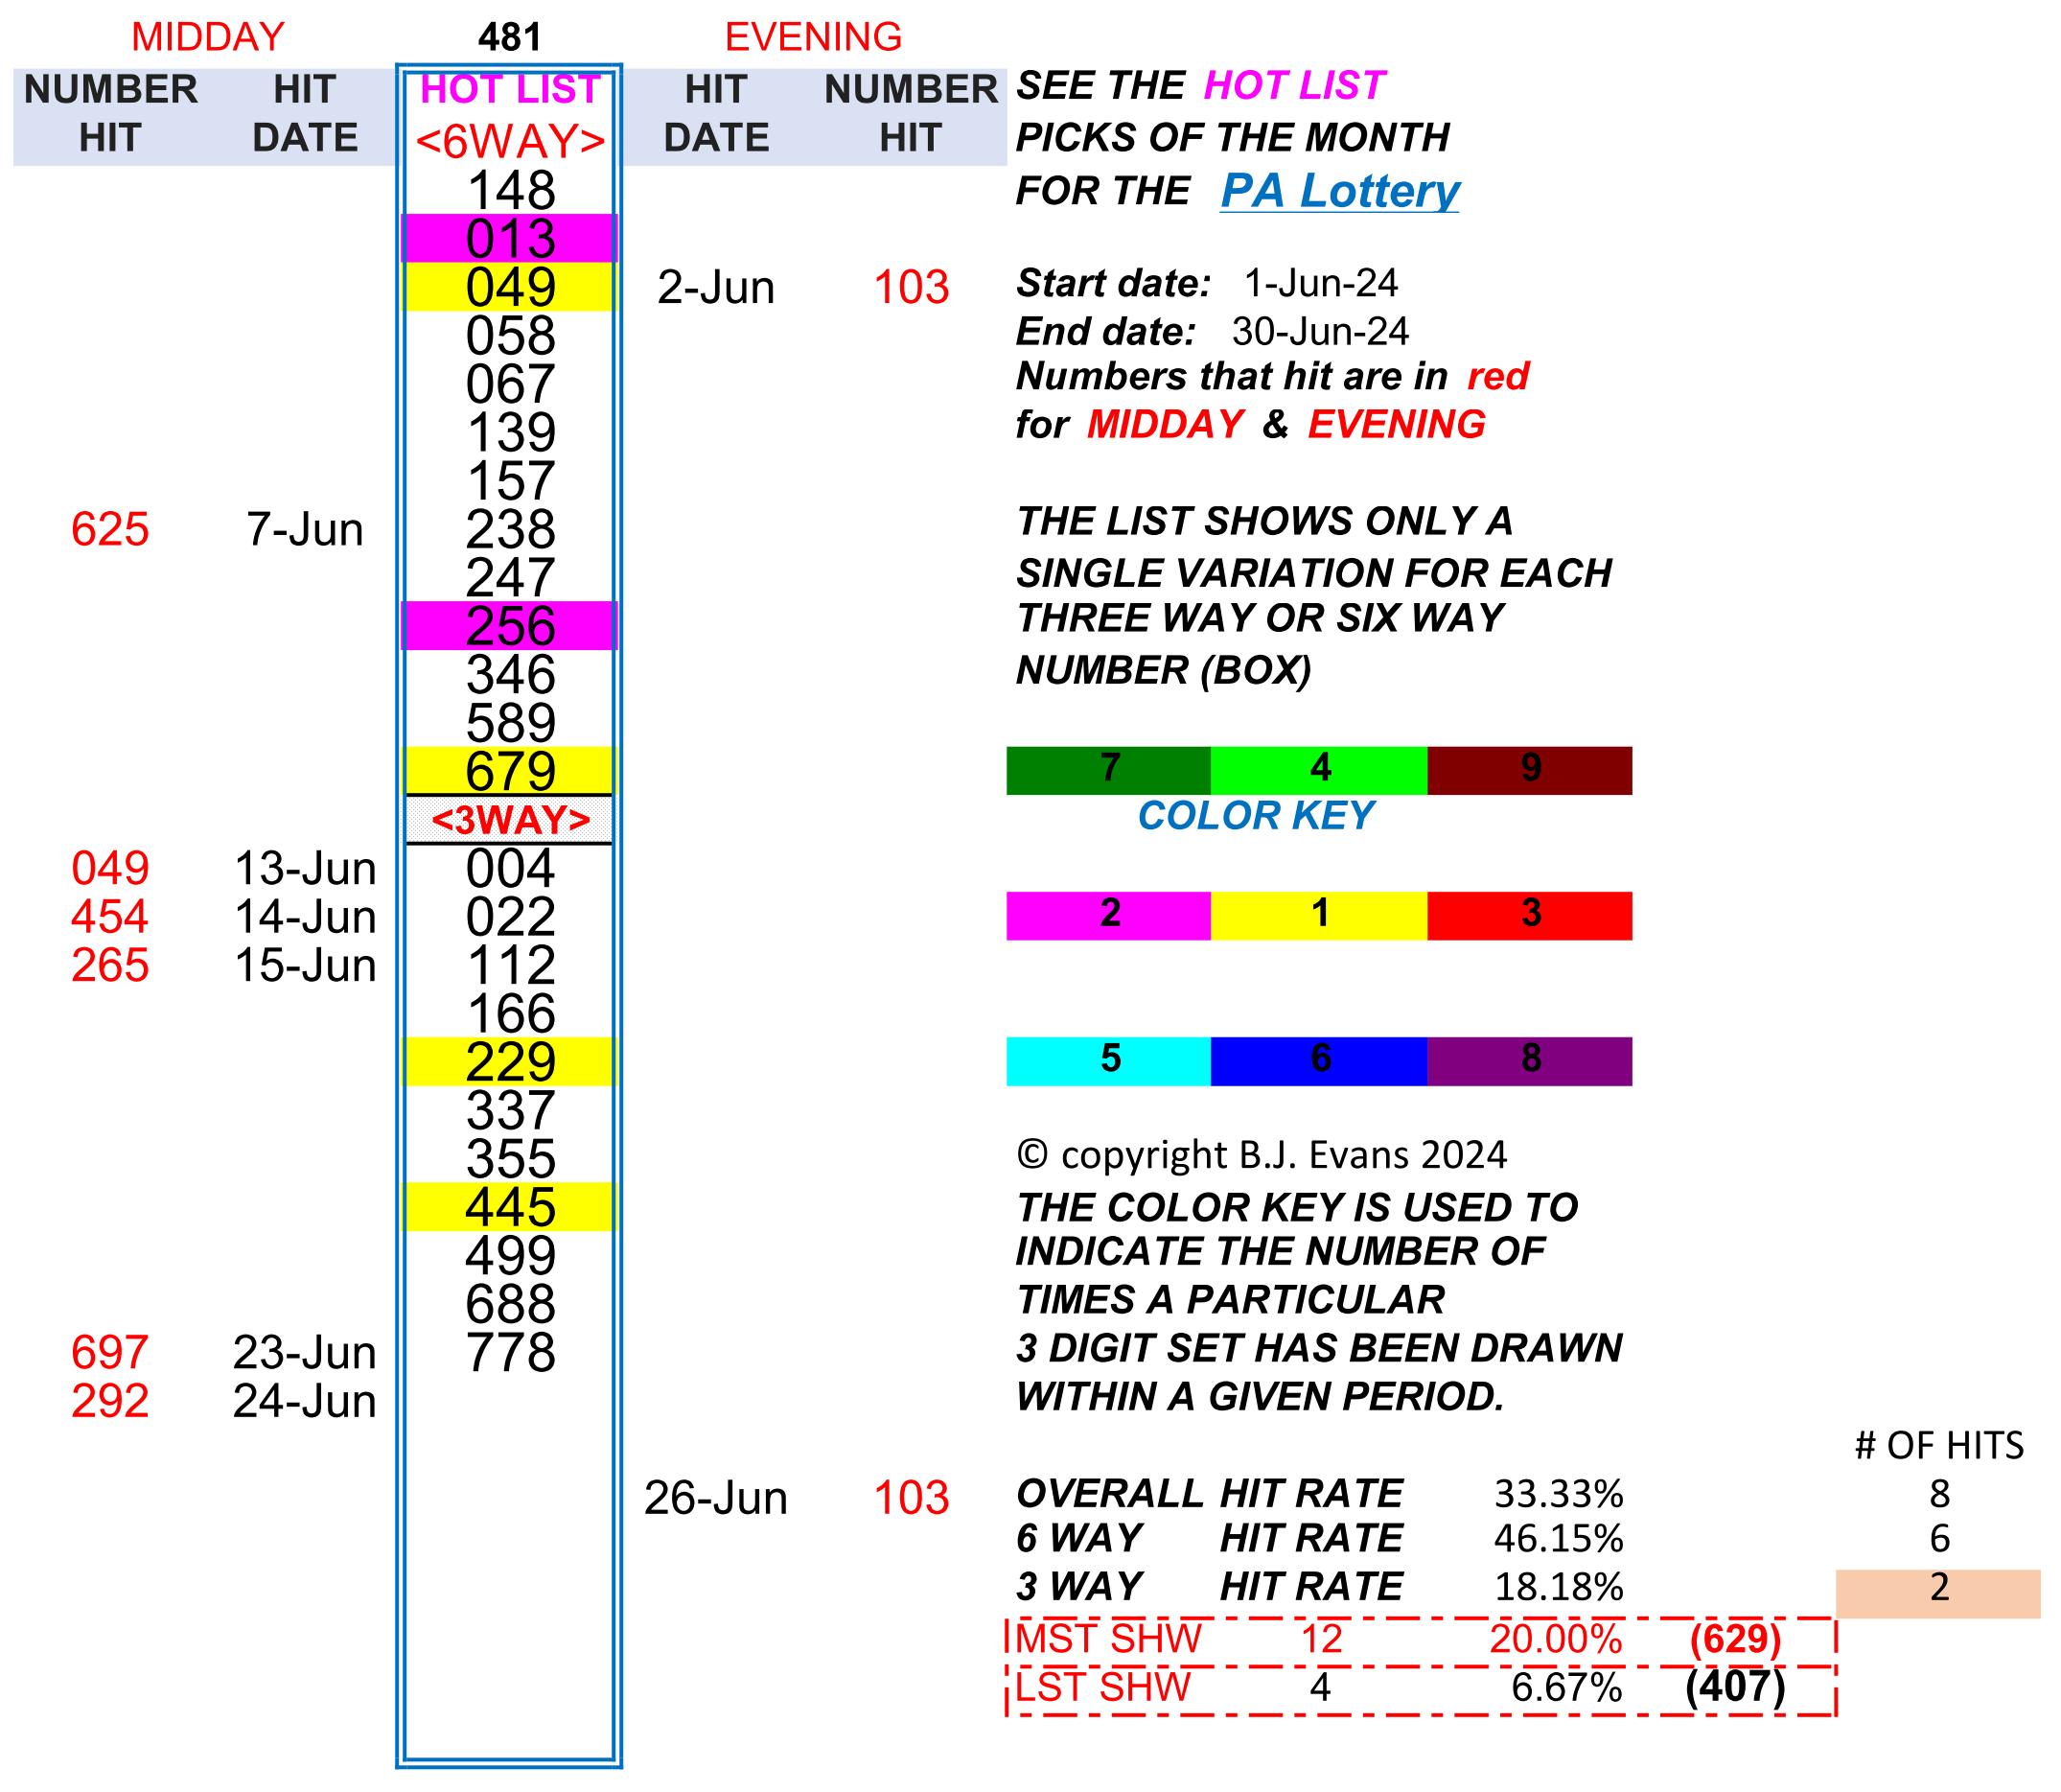 MIDDAY 481 EVENING
NUMBER HIT HOT LIST HIT NUMBER SEE THE HOT LIST
HIT DATE <6WAY> DATE HIT PICKS OF THE MONTH
148 FOR THE PA Lottery
013
049 2-Jun 103 Start date: 1-Jun-24
058 End date: 30-Jun-24
067 Numbers that hit are in red
139 for MIDDAY & EVENING
157
625 7-Jun 238 THE LIST SHOWS ONLY A
247 SINGLE VARIATION FOR EACH
256 THREE WAY OR SIX WAY
346 NUMBER (BOX)
589
679 7 4 9
<3WAY> COLOR KEY
049 13-Jun 004
454 14-Jun 022 2 1 3
265 15-Jun 112
166
229 5 6 8
337
355 © copyright B.J. Evans 2024
445 THE COLOR KEY IS USED TO
499 INDICATE THE NUMBER OF
688 TIMES A PARTICULAR
697 23-Jun 778 3 DIGIT SET HAS BEEN DRAWN
292 24-Jun WITHIN A GIVEN PERIOD.
# OF HITS
26-Jun 103 OVERALL HIT RATE 33.33% 8
6 WAY HIT RATE 46.15% 6
3 WAY HIT RATE 18.18% 2
MST SHW 12 20.00% (629)
LST SHW 4 6.67% (407)